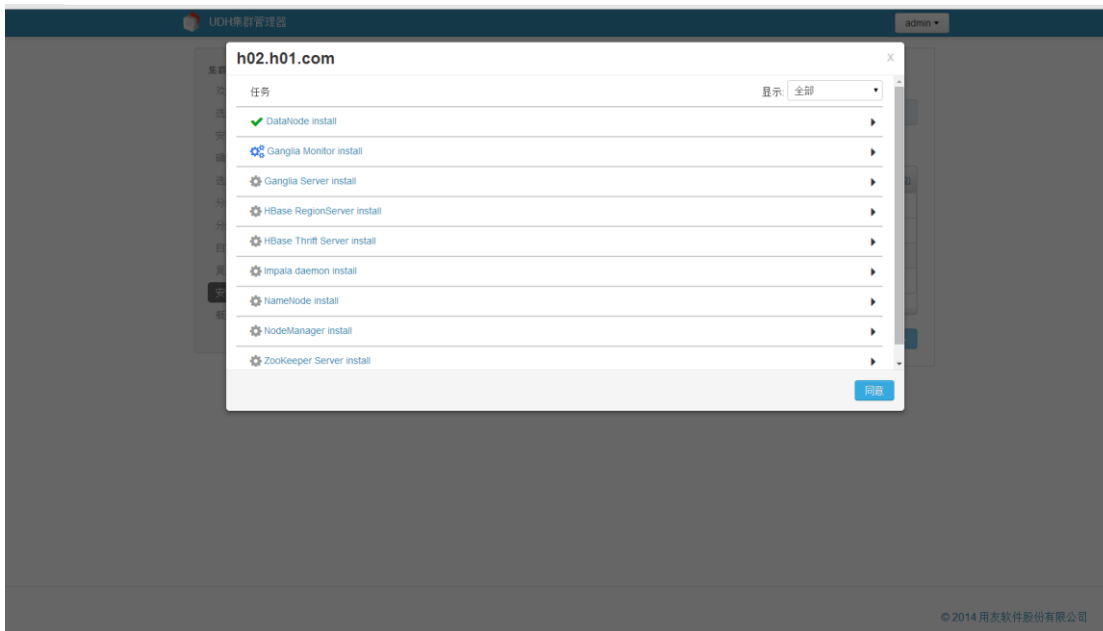 UDH集群管理器
admin
h02.h01.com
X
任务
显示: 全部
DataNode install
Ganglia Monitor install
Ganglia Server install
HBase RegionServer install
HBase Thrift Server install
Impala daemon install
NameNode install
NodeManager install
ZooKeeper Server install
同意
© 2014 用友软件股份有限公司